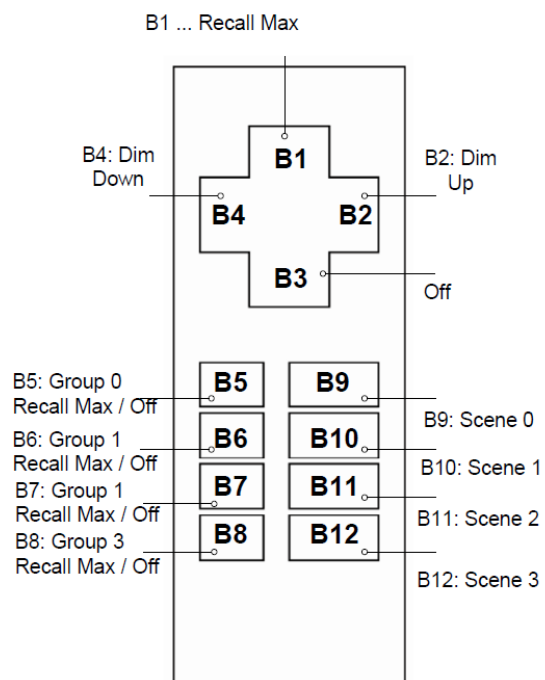 B1 ... Recall Max
B1
B4: Dim
Down
B2: Dim
Up
B4
B2
B3
Off
B5: Group 0
Recall Max / Off
B5
B9
B9: Scene 0
B6: Group 1
Recall Max / Off
B6
B10
B10: Scene 1
B7: Group 1
Recall Max / Off
B7
B11
B11: Scene 2
B8: Group 3
Recall Max / Off
B8
B12
B12: Scene 3